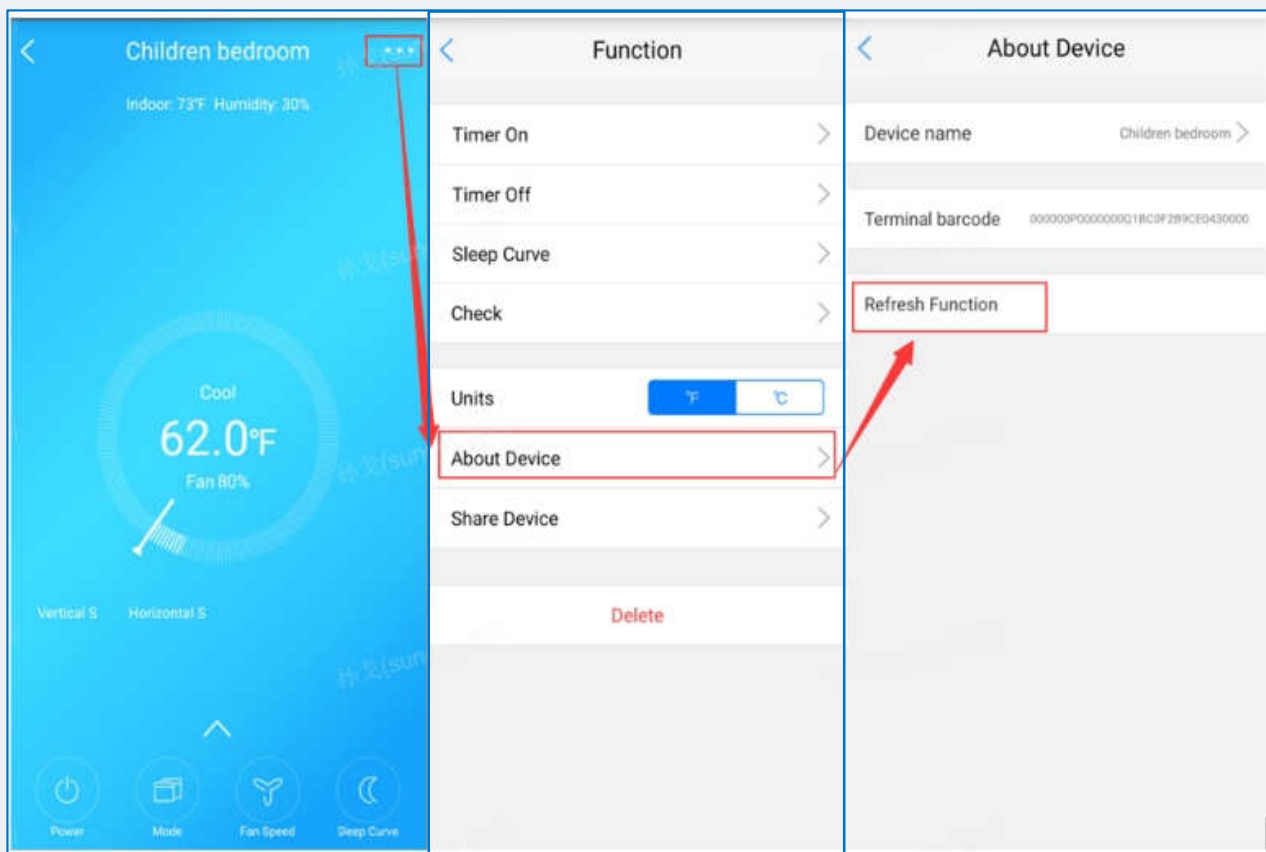 Children bedroom
Indoor: 73°F Humidity: 30%
Cool
62.0°F
Fan 80%
Vertical S Horizontal S
Power Mode Fan Speed Sleep Curve
Function
Timer On
Timer Off
Sleep Curve
Check
Units °F °C
About Device
Share Device
Delete
About Device
Device name Children bedroom
Terminal barcode
Refresh Function